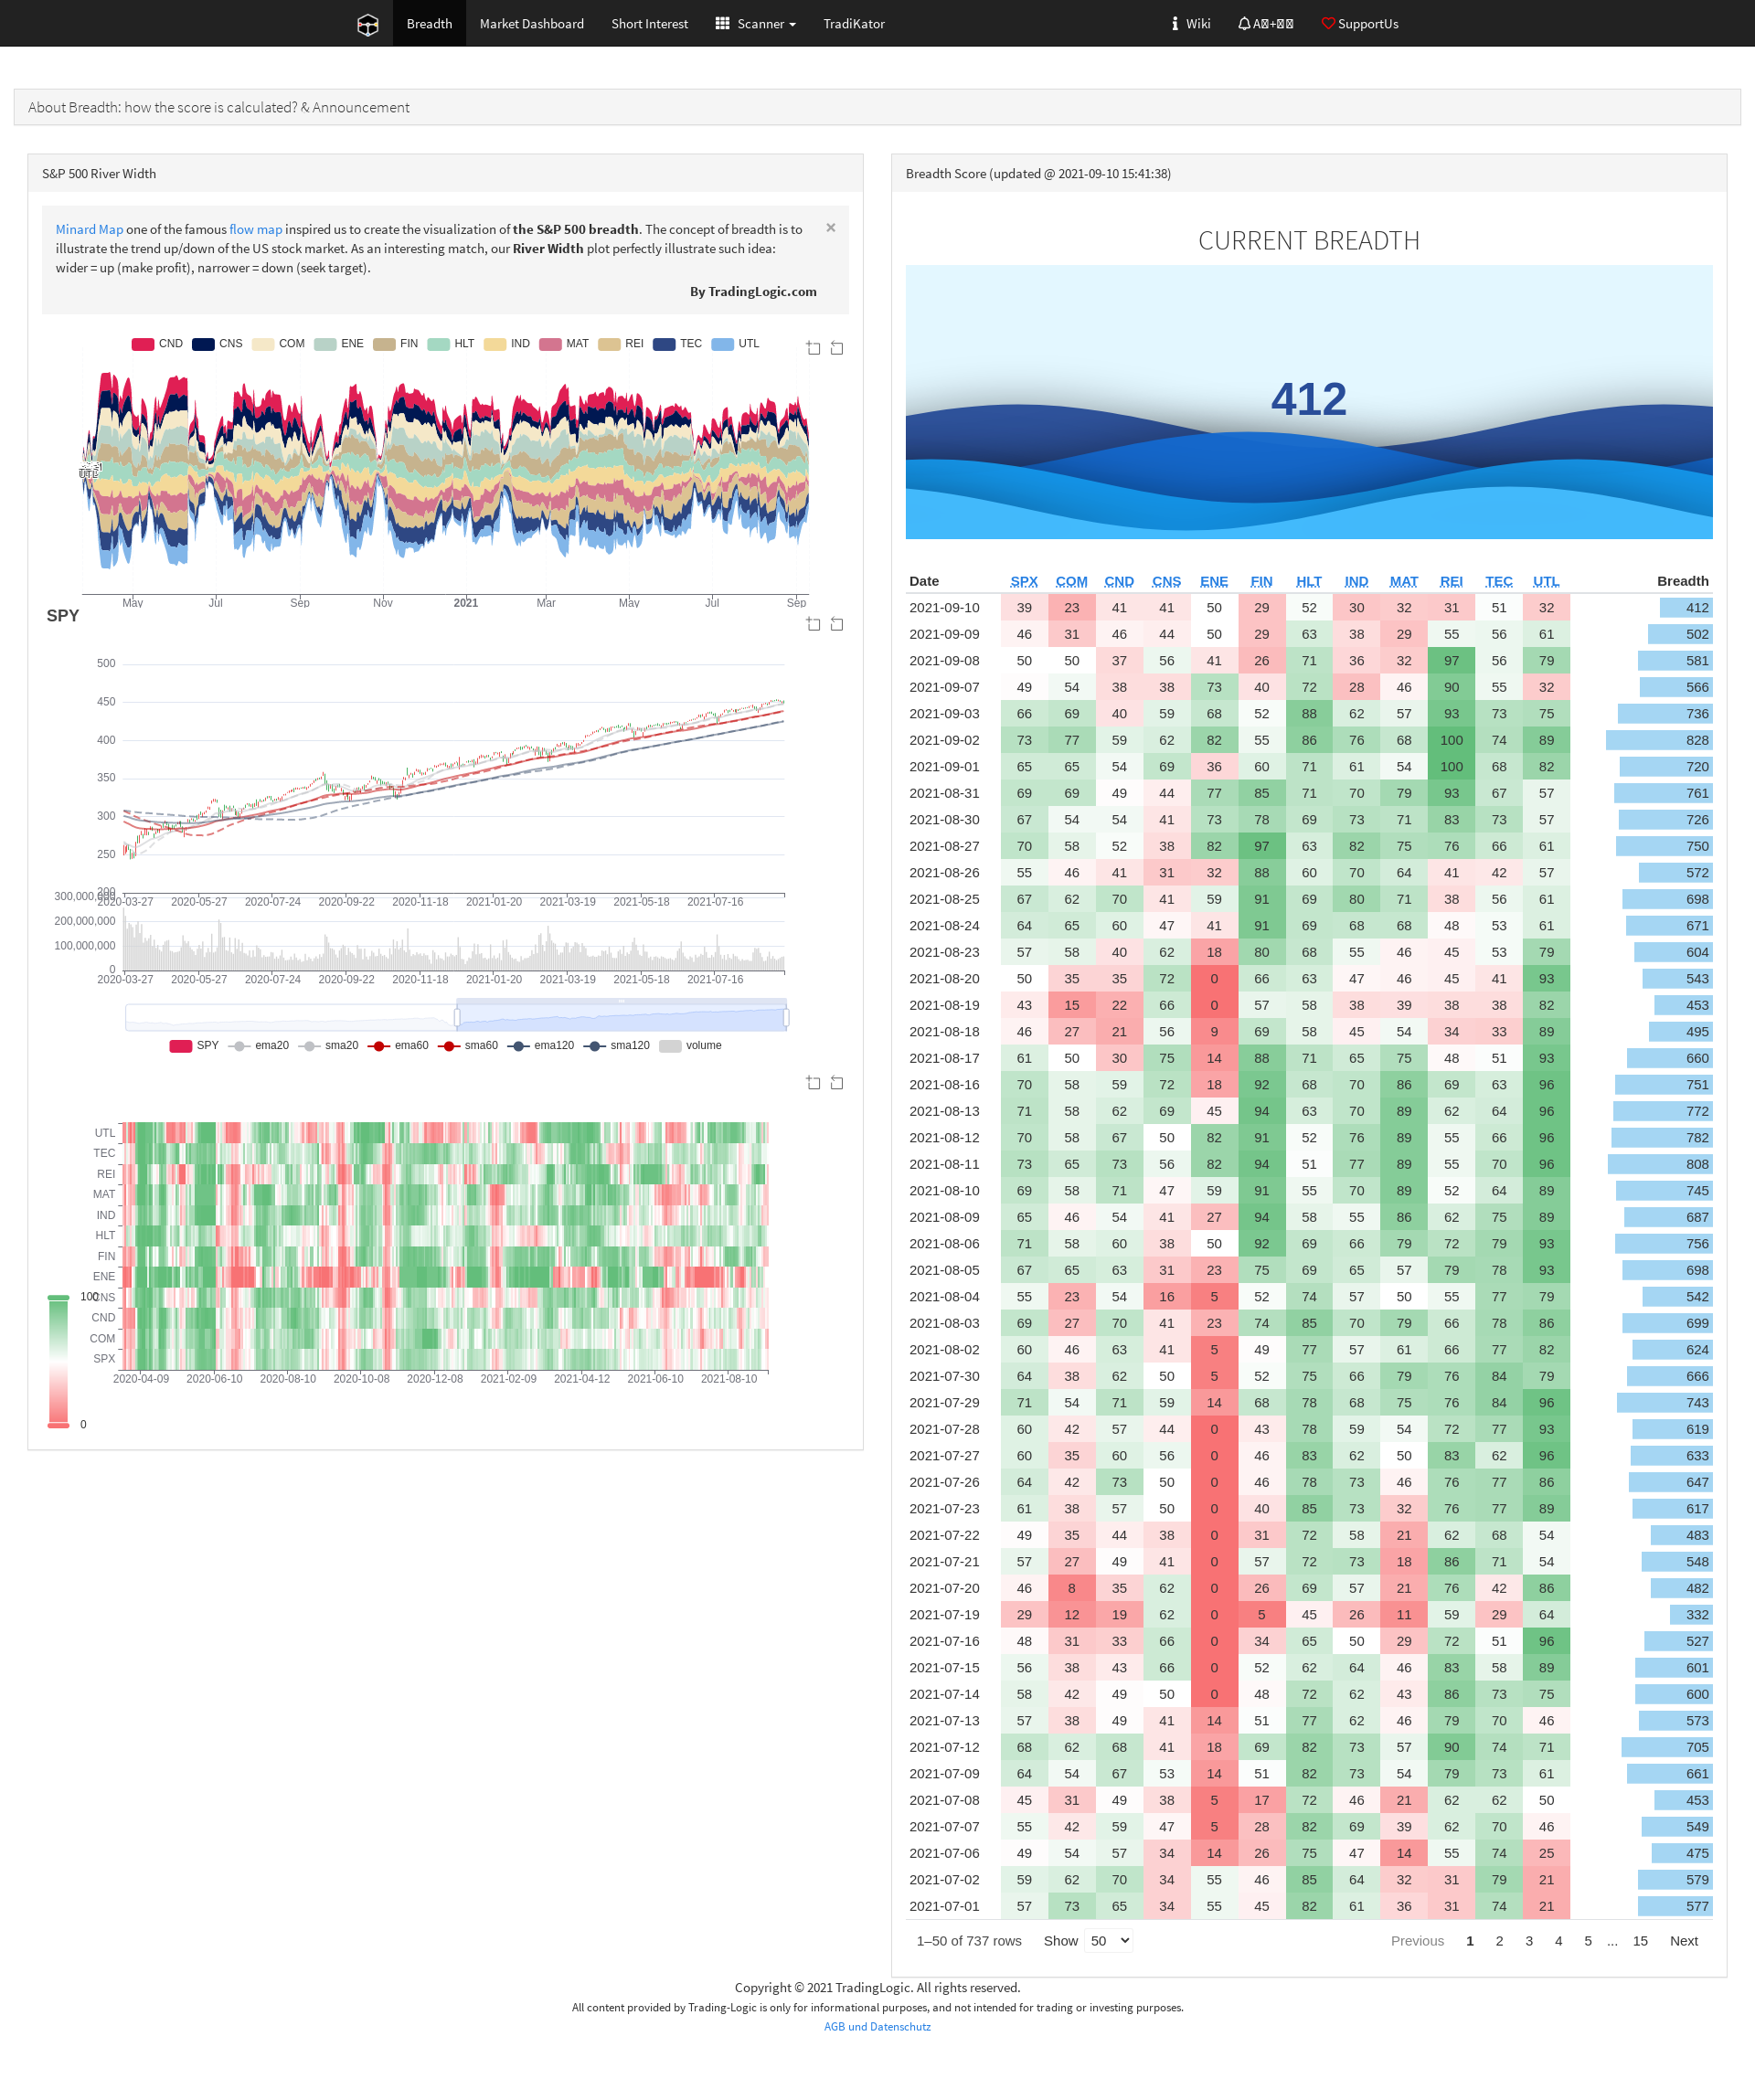 Breadth Market Dashboard Short Interest Scanner TradiKator Wiki SupportUs
About Breadth: how the score is calculated? & Announcement
S&P 500 River Width
Minard Map one of the famous flow map inspired us to create the visualization of the S&P 500 breadth. The concept of breadth is to
illustrate the trend up/down of the US stock market. As an interesting match, our River Width plot perfectly illustrate such idea:
wider = up (make profit), narrower = down (seek target).
By TradingLogic.com
×
CND CNS COM ENE FIN HLT IND MAT REI TEC UTL
UTL
May Jul Sep Nov 2021 Mar May Jul Sep
SPY
500
450
400
350
300
250
200
2020-03-27 2020-05-27 2020-07-24 2020-09-22 2020-11-18 2021-01-20 2021-03-19 2021-05-18 2021-07-16
300,000,000
200,000,000
100,000,000
0
2020-03-27 2020-05-27 2020-07-24 2020-09-22 2020-11-18 2021-01-20 2021-03-19 2021-05-18 2021-07-16
SPY ema20 sma20 ema60 sma60 ema120 sma120 volume
UTL
TEC
REI
MAT
IND
HLT
FIN
ENE
CNS
CND
COM
SPX
2020-04-09 2020-06-10 2020-08-10 2020-10-08 2020-12-08 2021-02-09 2021-04-12 2021-06-10 2021-08-10
100
0
Breadth Score (updated @ 2021-09-10 15:41:38)
CURRENT BREADTH
412
Date SPX COM CND CNS ENE FIN HLT IND MAT REI TEC UTL Breadth
2021-09-10 39 23 41 41 50 29 52 30 32 31 51 32 412
2021-09-09 46 31 46 44 50 29 63 38 29 55 56 61 502
2021-09-08 50 50 37 56 41 26 71 36 32 97 56 79 581
2021-09-07 49 54 38 38 73 40 72 28 46 90 55 32 566
2021-09-03 66 69 40 59 68 52 88 62 57 93 73 75 736
2021-09-02 73 77 59 62 82 55 86 76 68 100 74 89 828
2021-09-01 65 65 54 69 36 60 71 61 54 100 68 82 720
2021-08-31 69 69 49 44 77 85 71 70 79 93 67 57 761
2021-08-30 67 54 54 41 73 78 69 73 71 83 73 57 726
2021-08-27 70 58 52 38 82 97 63 82 75 76 66 61 750
2021-08-26 55 46 41 31 32 88 60 70 64 41 42 57 572
2021-08-25 67 62 70 41 59 91 69 80 71 38 56 61 698
2021-08-24 64 65 60 47 41 91 69 68 68 48 53 61 671
2021-08-23 57 58 40 62 18 80 68 55 46 45 53 79 604
2021-08-20 50 35 35 72 0 66 63 47 46 45 41 93 543
2021-08-19 43 15 22 66 0 57 58 38 39 38 38 82 453
2021-08-18 46 27 21 56 9 69 58 45 54 34 33 89 495
2021-08-17 61 50 30 75 14 88 71 65 75 48 51 93 660
2021-08-16 70 58 59 72 18 92 68 70 86 69 63 96 751
2021-08-13 71 58 62 69 45 94 63 70 89 62 64 96 772
2021-08-12 70 58 67 50 82 91 52 76 89 55 66 96 782
2021-08-11 73 65 73 56 82 94 51 77 89 55 70 96 808
2021-08-10 69 58 71 47 59 91 55 70 89 52 64 89 745
2021-08-09 65 46 54 41 27 94 58 55 86 62 75 89 687
2021-08-06 71 58 60 38 50 92 69 66 79 72 79 93 756
2021-08-05 67 65 63 31 23 75 69 65 57 79 78 93 698
2021-08-04 55 23 54 16 5 52 74 57 50 55 77 79 542
2021-08-03 69 27 70 41 23 74 85 70 79 66 78 86 699
2021-08-02 60 46 63 41 5 49 77 57 61 66 77 82 624
2021-07-30 64 38 62 50 5 52 75 66 79 76 84 79 666
2021-07-29 71 54 71 59 14 68 78 68 75 76 84 96 743
2021-07-28 60 42 57 44 0 43 78 59 54 72 77 93 619
2021-07-27 60 35 60 56 0 46 83 62 50 83 62 96 633
2021-07-26 64 42 73 50 0 46 78 73 46 76 77 86 647
2021-07-23 61 38 57 50 0 40 85 73 32 76 77 89 617
2021-07-22 49 35 44 38 0 31 72 58 21 62 68 54 483
2021-07-21 57 27 49 41 0 57 72 73 18 86 71 54 548
2021-07-20 46 8 35 62 0 26 69 57 21 76 42 86 482
2021-07-19 29 12 19 62 0 5 45 26 11 59 29 64 332
2021-07-16 48 31 33 66 0 34 65 50 29 72 51 96 527
2021-07-15 56 38 43 66 0 52 62 64 46 83 58 89 601
2021-07-14 58 42 49 50 0 48 72 62 43 86 73 75 600
2021-07-13 57 38 49 41 14 51 77 62 46 79 70 46 573
2021-07-12 68 62 68 41 18 69 82 73 57 90 74 71 705
2021-07-09 64 54 67 53 14 51 82 73 54 79 73 61 661
2021-07-08 45 31 49 38 5 17 72 46 21 62 62 50 453
2021-07-07 55 42 59 47 5 28 82 69 39 62 70 46 549
2021-07-06 49 54 57 34 14 26 75 47 14 55 74 25 475
2021-07-02 59 62 70 34 55 46 85 64 32 31 79 21 579
2021-07-01 57 73 65 34 55 45 82 61 36 31 74 21 577
1–50 of 737 rows Show 50 Previous 1 2 3 4 5 ... 15 Next
Copyright © 2021 TradingLogic. All rights reserved.
All content provided by Trading-Logic is only for informational purposes, and not intended for trading or investing purposes.
AGB und Datenschutz